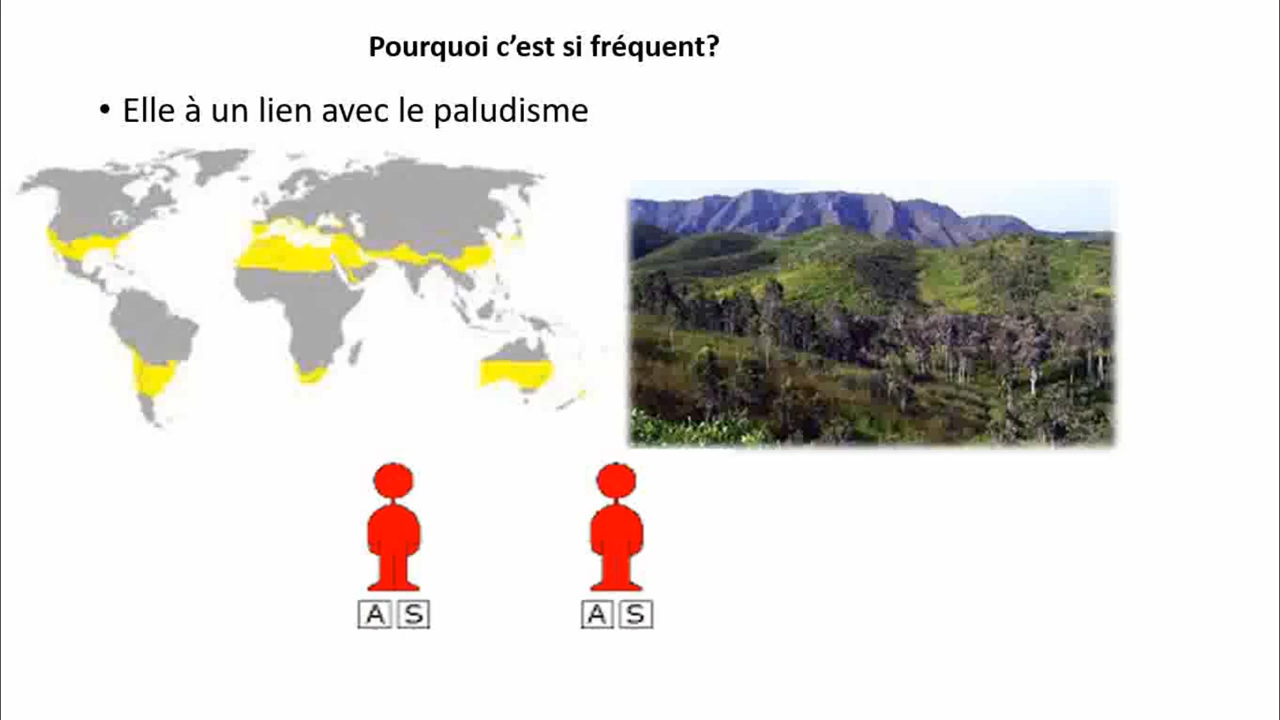 Pourquoi c’est si fréquent?
• Elle à un lien avec le paludisme
A S A S